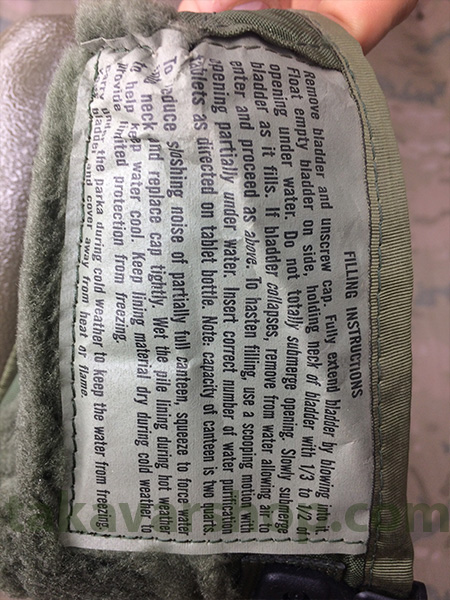 FILLING INSTRUCTIONS
Remove bladder and unscrew cap. Fully extend bladder by blowing into it.
Float empty bladder on side, holding neck of bladder with 1/3 to 1/2 of
opening under water. Do not totally submerge opening. Slowly submerge
bladder as it fills. If bladder collapses, remove from water allowing air to
enter, and proceed as above. To hasten filling, use a scooping motion with
opening partially under water. Insert correct number of water purification
tablets as directed on tablet bottle. Note: capacity of canteen is two quarts.
To reduce sloshing noise of partially full canteen, squeeze to force water
neck and replace cap tightly. Wet the pile lining during hot weather
to help keep water cool. Keep lining material dry during cold weather to
provide limited protection from freezing.
Carry bladder the parka during cold weather to keep the water from freezing.
bladder and cover away from heat or flame.
takavarshop.com